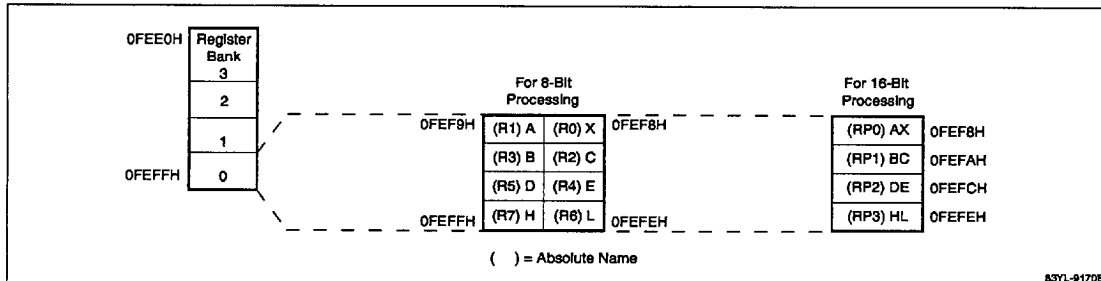 0FEE0H
Register
Bank
3
2
1
0FEFFH
0
For 8-Bit
Processing
0FEF9H (R1) A (R0) X 0FEF8H
(R3) B (R2) C
(R5) D (R4) E
0FEFFH (R7) H (R6) L 0FEFEH
For 16-Bit
Processing
(RP0) AX 0FEF8H
(RP1) BC 0FEFAH
(RP2) DE 0FEFCH
(RP3) HL 0FEFEH
( ) = Absolute Name
83YL-9170B